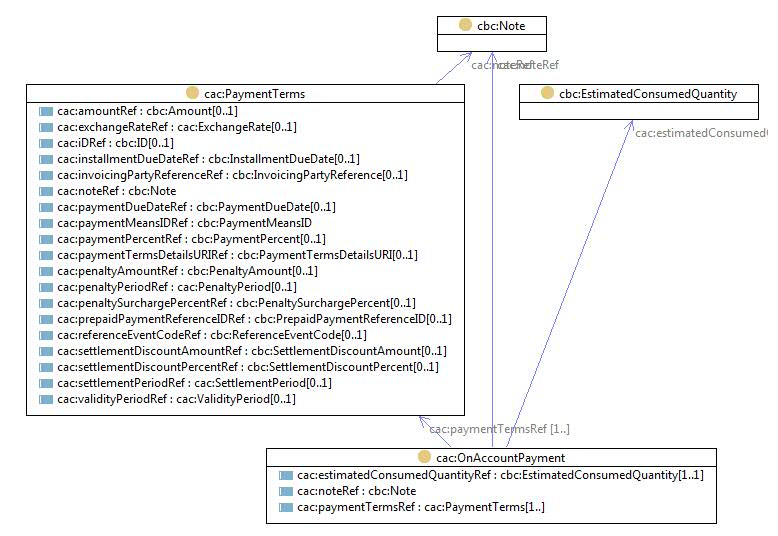 cbc:Note
cac:noteRef
cac:noteRef
cac:PaymentTerms
cac:amountRef : cbc:Amount[0..1]
cac:exchangeRateRef : cac:ExchangeRate[0..1]
cac:iDRef : cbc:ID[0..1]
cac:installmentDueDateRef : cbc:InstallmentDueDate[0..1]
cac:invoicingPartyReferenceRef : cbc:InvoicingPartyReference[0..1]
cac:noteRef : cbc:Note
cac:paymentDueDateRef : cbc:PaymentDueDate[0..1]
cac:paymentMeansIDRef : cbc:PaymentMeansID
cac:paymentPercentRef : cbc:PaymentPercent[0..1]
cac:paymentTermsDetailsURIRef : cbc:PaymentTermsDetailsURI[0..1]
cac:penaltyAmountRef : cbc:PenaltyAmount[0..1]
cac:penaltyPeriodRef : cac:PenaltyPeriod[0..1]
cac:penaltySurchargePercentRef : cbc:PenaltySurchargePercent[0..1]
cac:prepaidPaymentReferenceIDRef : cbc:PrepaidPaymentReferenceID[0..1]
cac:referenceEventCodeRef : cbc:ReferenceEventCode[0..1]
cac:settlementDiscountAmountRef : cbc:SettlementDiscountAmount[0..1]
cac:settlementDiscountPercentRef : cbc:SettlementDiscountPercent[0..1]
cac:settlementPeriodRef : cac:SettlementPeriod[0..1]
cac:validityPeriodRef : cac:ValidityPeriod[0..1]
cbc:EstimatedConsumedQuantity
cac:estimatedConsumed
cac:paymentTermsRef [1..]
cac:OnAccountPayment
cac:estimatedConsumedQuantityRef : cbc:EstimatedConsumedQuantity[1..1]
cac:noteRef : cbc:Note
cac:paymentTermsRef : cac:PaymentTerms[1..]